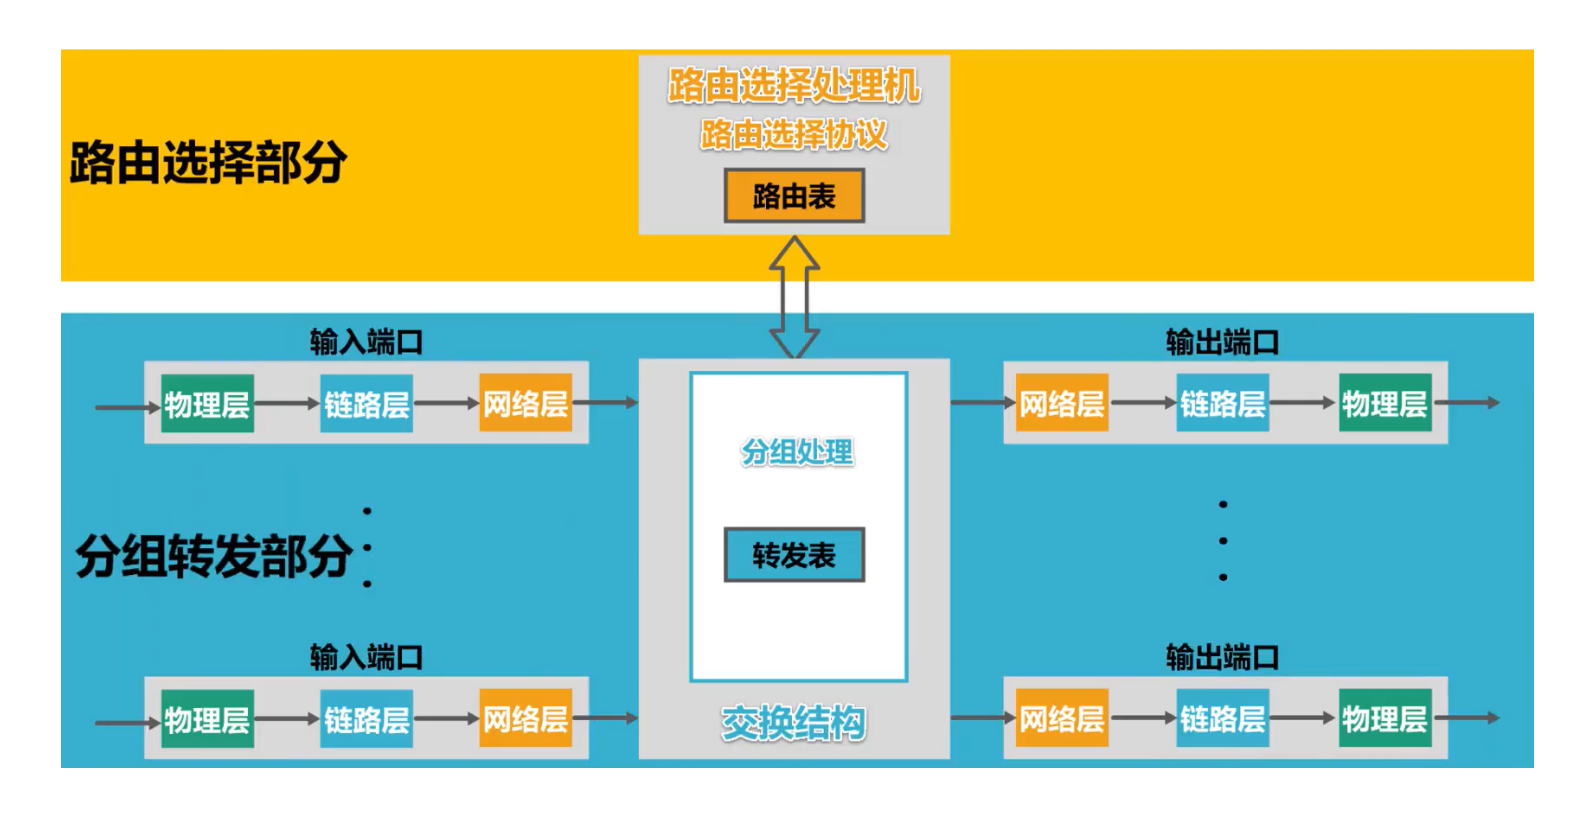 路由选择处理机
路由选择协议
路由选择部分
路由表
输入端口
输出端口
物理层
链路层
网络层
网络层
链路层
物理层
分组处理
分组转发部分
转发表
输入端口
输出端口
物理层
链路层
网络层
交换结构
网络层
链路层
物理层